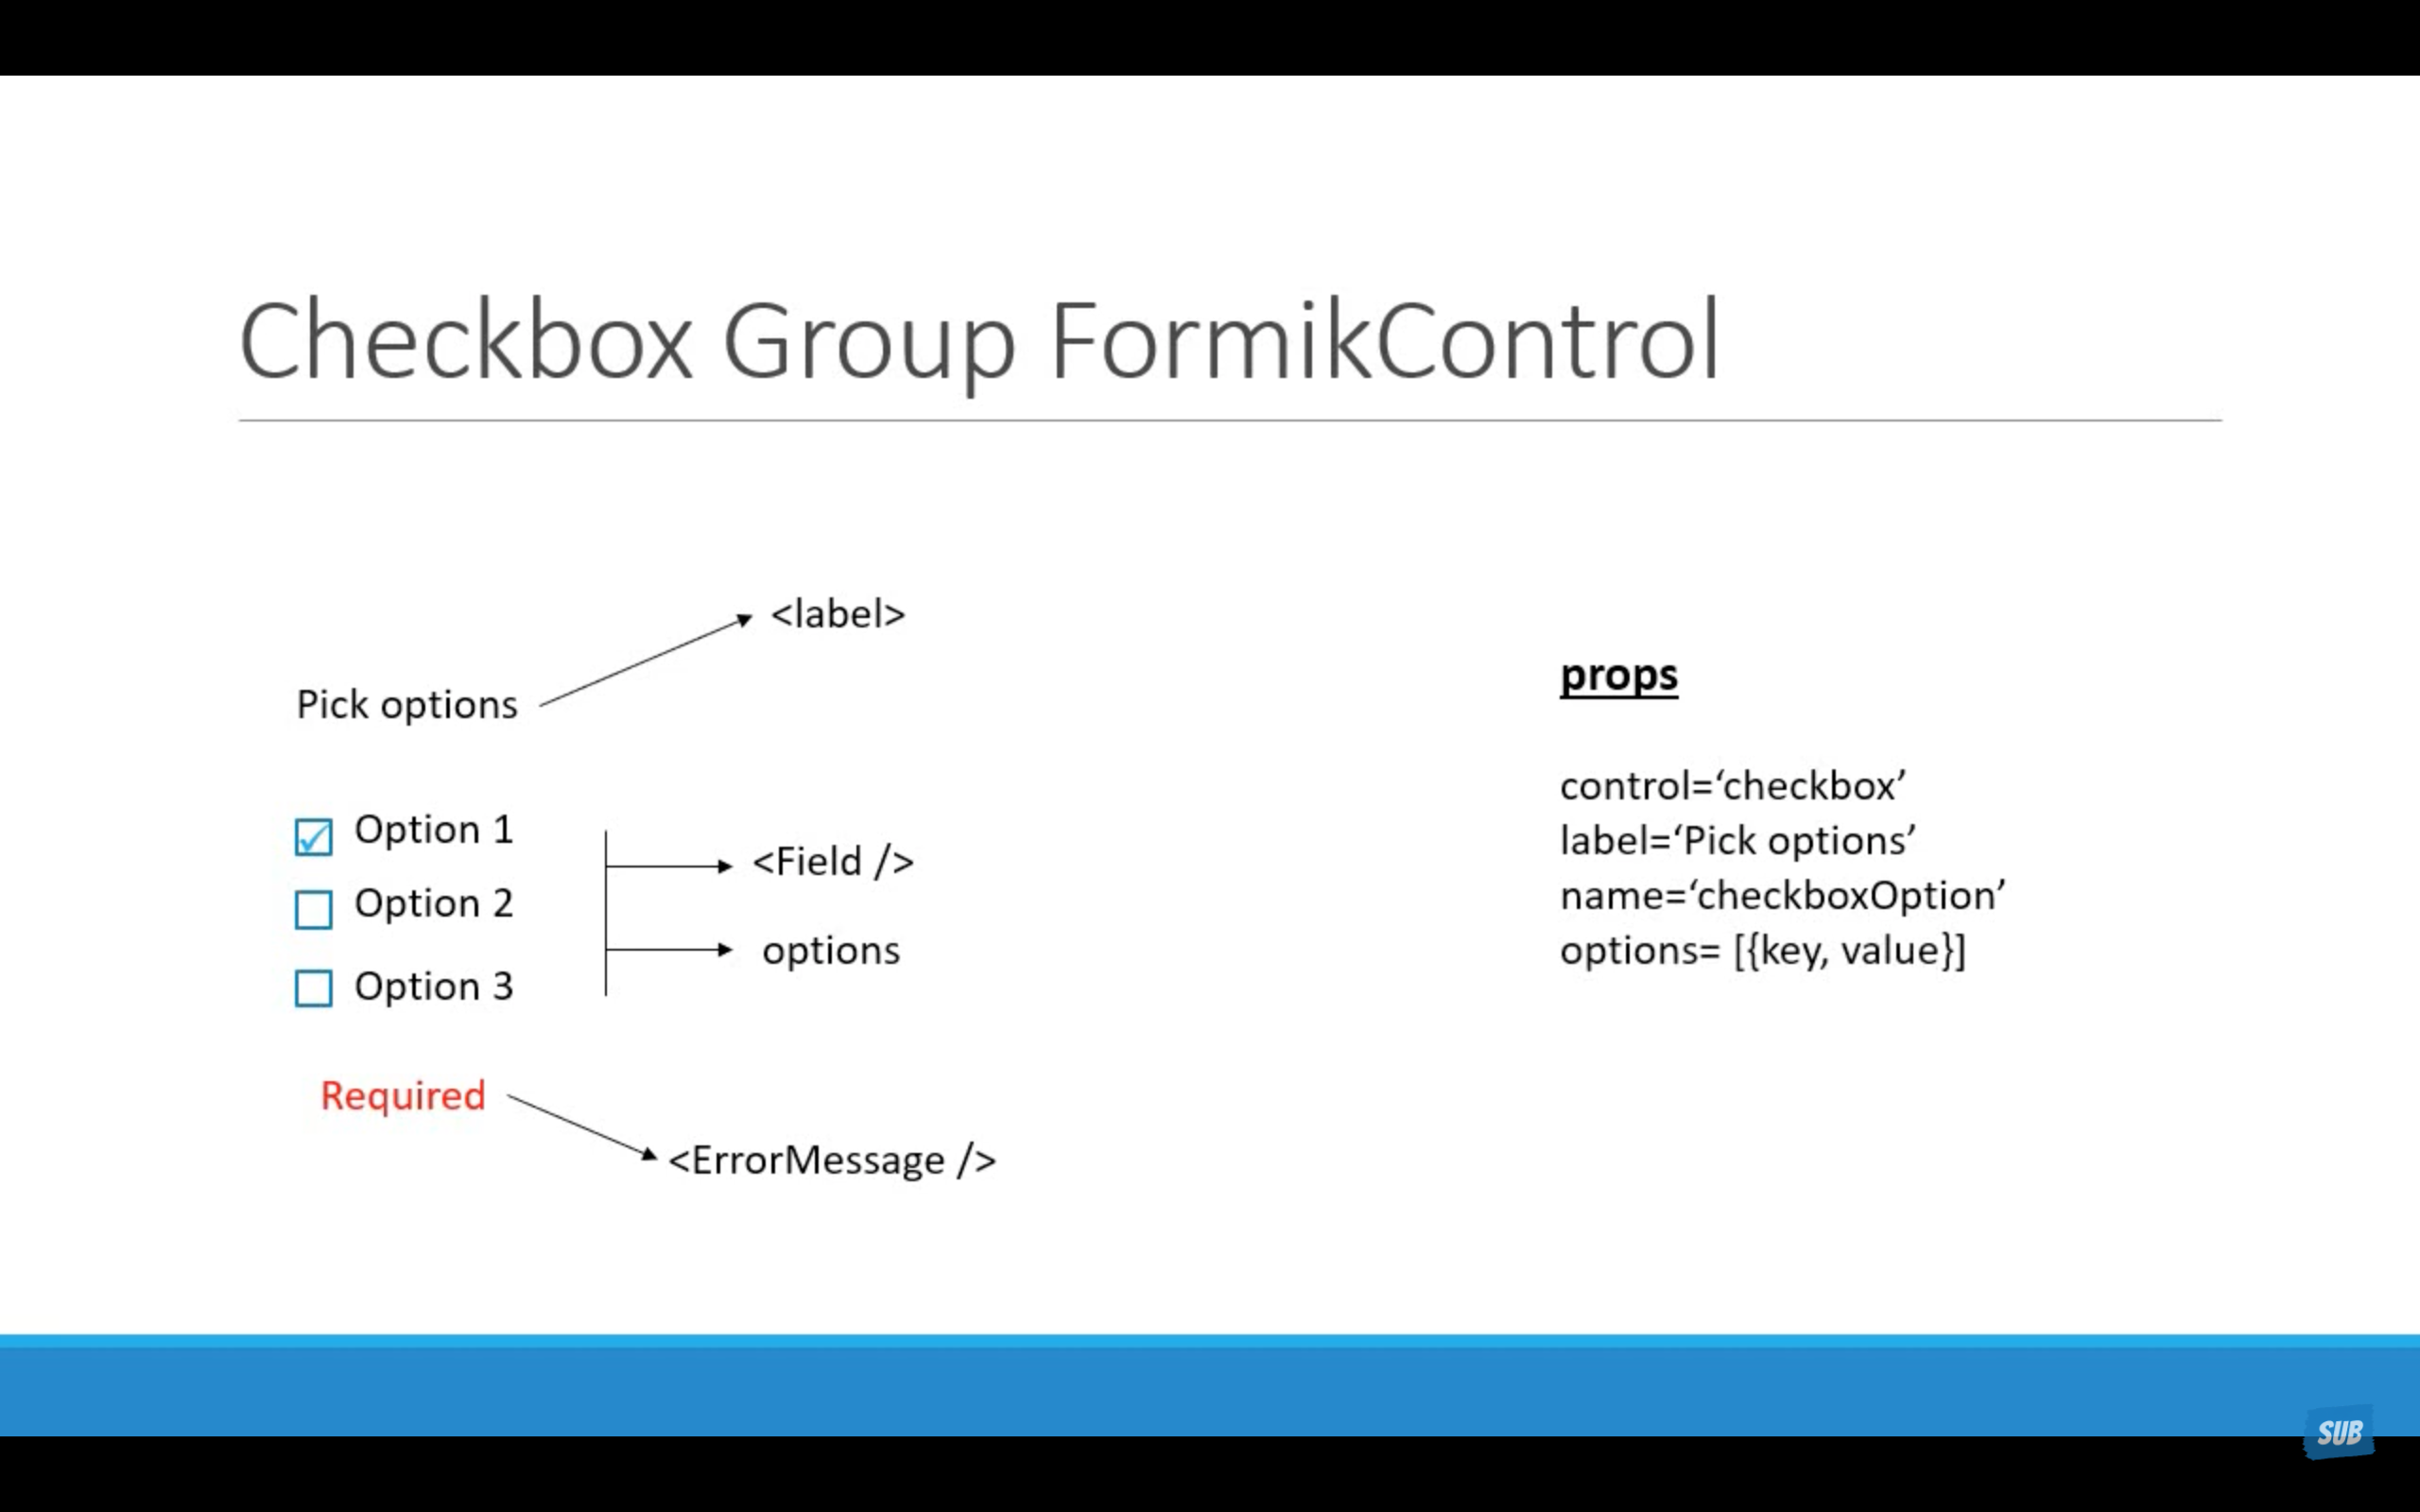 Checkbox Group FormikControl
<label>
Pick options
Option 1
Option 2
Option 3
<Field />
options
Required
<ErrorMessage />
props
control=‘checkbox’
label=‘Pick options’
name=‘checkboxOption’
options= [{key, value}]
SUB